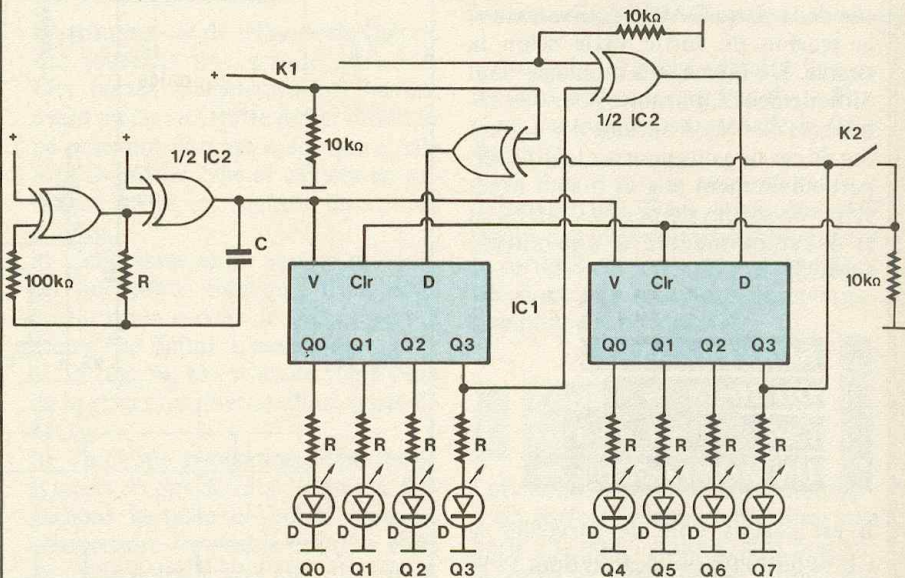 10kΩ
K1
+
10kΩ
1/2 IC2
K2
+
+
1/2 IC2
100kΩ
R
C
10kΩ
V Clr D
IC1
V Clr D
Q0 Q1 Q2 Q3
Q0 Q1 Q2 Q3
R R R R
R R R R
D D D D
D D D D
Q0 Q1 Q2 Q3
Q4 Q5 Q6 Q7